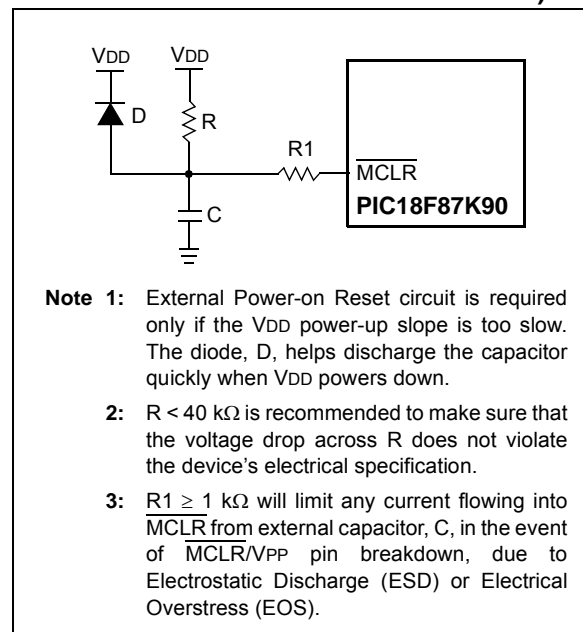 VDD VDD
D
R
R1
MCLR
PIC18F87K90
C
Note 1: External Power-on Reset circuit is required
only if the VDD power-up slope is too slow.
The diode, D, helps discharge the capacitor
quickly when VDD powers down.
2: R < 40 kΩ is recommended to make sure that
the voltage drop across R does not violate
the device's electrical specification.
3: R1 ≥ 1 kΩ will limit any current flowing into
MCLR from external capacitor, C, in the event
of MCLR/VPP pin breakdown, due to
Electrostatic Discharge (ESD) or Electrical
Overstress (EOS).